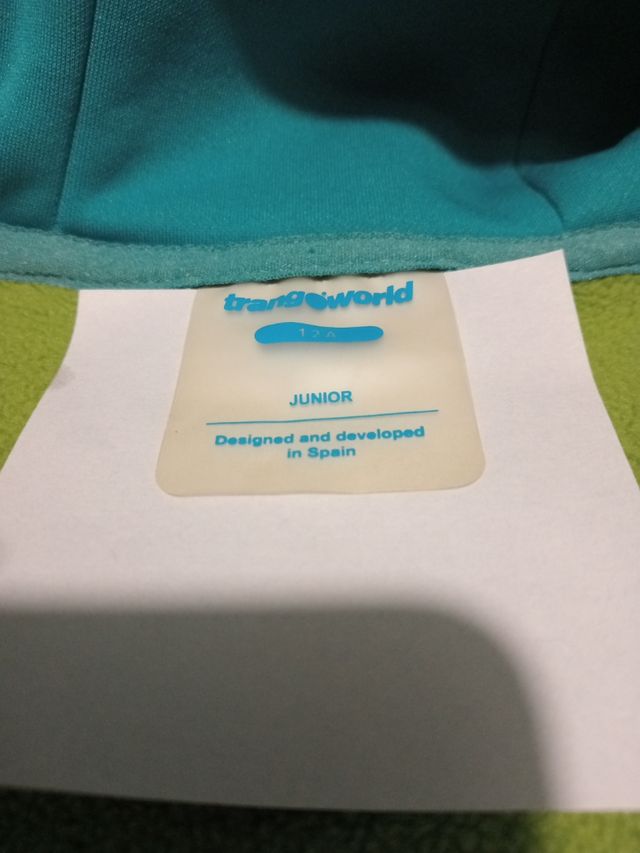 trangoworld
12A
JUNIOR
Designed and developed
in Spain